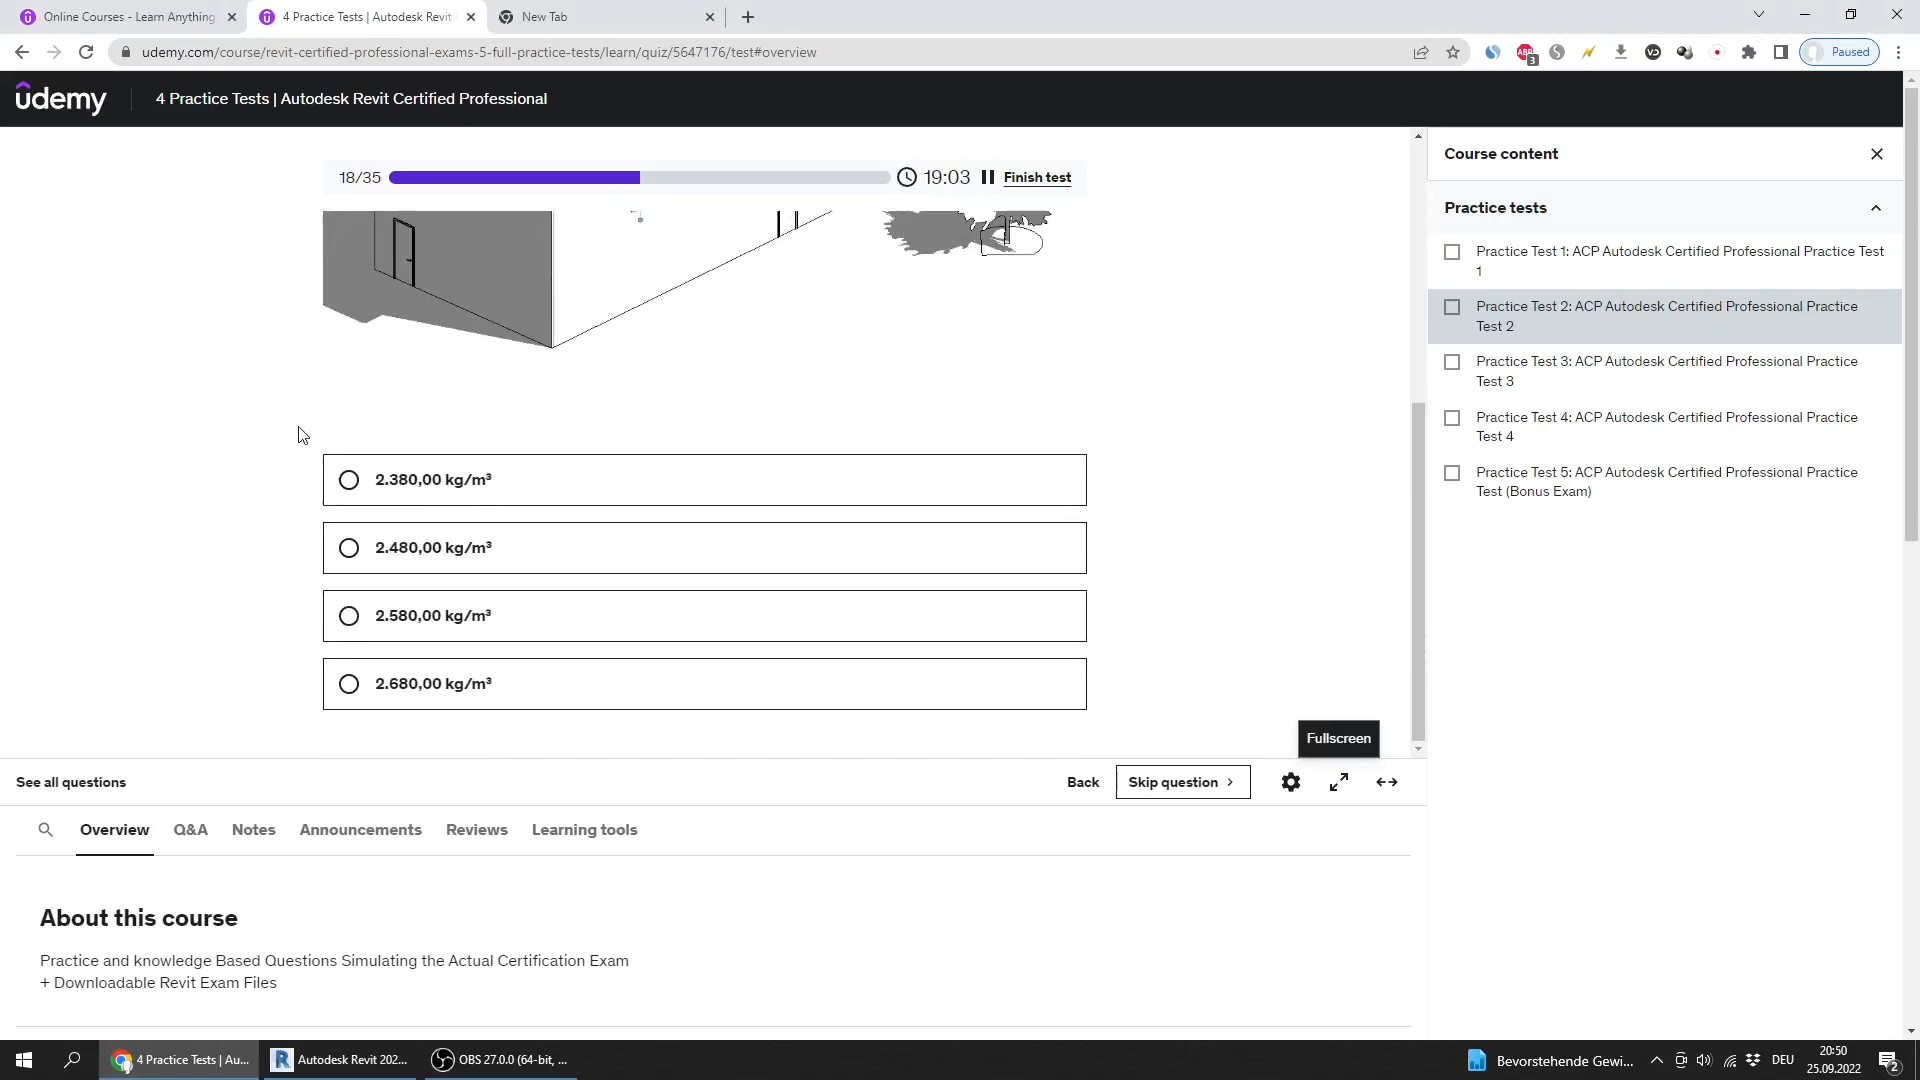 Online Courses - Learn Anything
4 Practice Tests | Autodesk Revit
New Tab
udemy.com/course/revit-certified-professional-exams-5-full-practice-tests/learn/quiz/5647176/test#overview
ABP
3
Paused
udemy
4 Practice Tests | Autodesk Revit Certified Professional
18/35
19:03
Finish test
Course content
Practice tests
Practice Test 1: ACP Autodesk Certified Professional Practice Test
1
Practice Test 2: ACP Autodesk Certified Professional Practice
Test 2
Practice Test 3: ACP Autodesk Certified Professional Practice
Test 3
Practice Test 4: ACP Autodesk Certified Professional Practice
Test 4
Practice Test 5: ACP Autodesk Certified Professional Practice
Test (Bonus Exam)
2.380,00 kg/m³
2.480,00 kg/m³
2.580,00 kg/m³
2.680,00 kg/m³
Fullscreen
See all questions
Back
Skip question
Overview
Q&A
Notes
Announcements
Reviews
Learning tools
About this course
Practice and knowledge Based Questions Simulating the Actual Certification Exam
+ Downloadable Revit Exam Files
4 Practice Tests | Au...
Autodesk Revit 202...
OBS 27.0.0 (64-bit, ...
Bevorstehende Gewi...
DEU
20:50
25.09.2022
2